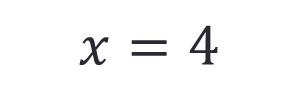 x = 4